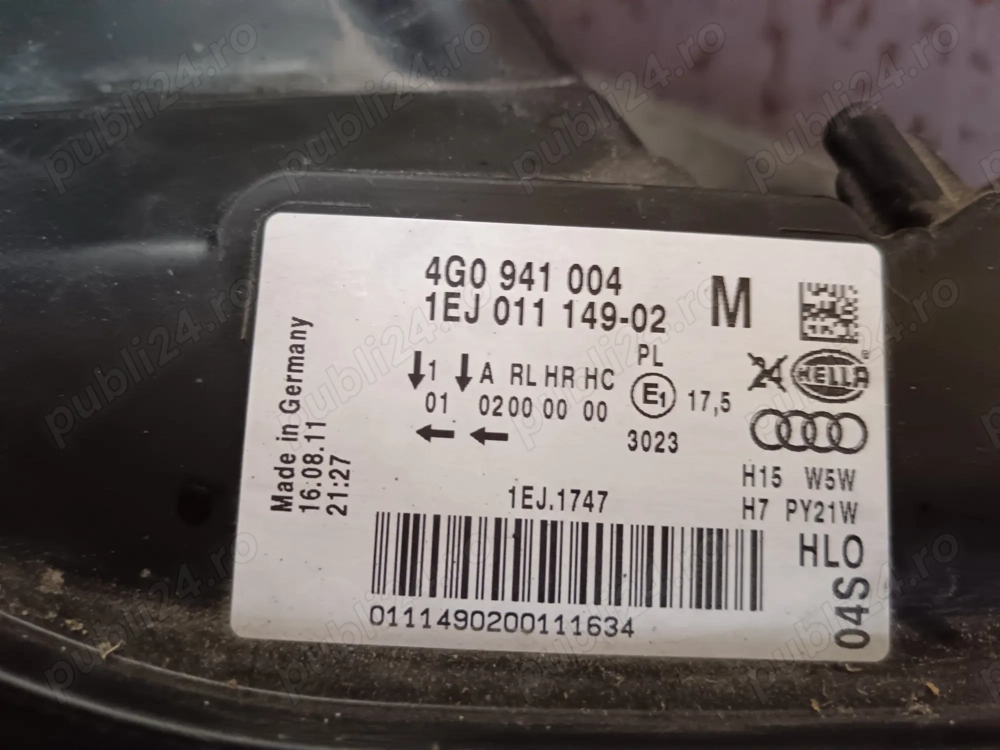 4G0 941 004
1EJ 011 149-02
M
↓1 ↓A RL HR HC
01 0200 00 00
← ←
PL
E1 17,5
3023
24
HELLA®
H15 W5W
H7 PY21W
HLO
04S
Made in Germany
16.08.11
21:27
1EJ.1747
0111490200111634
publi24.ro